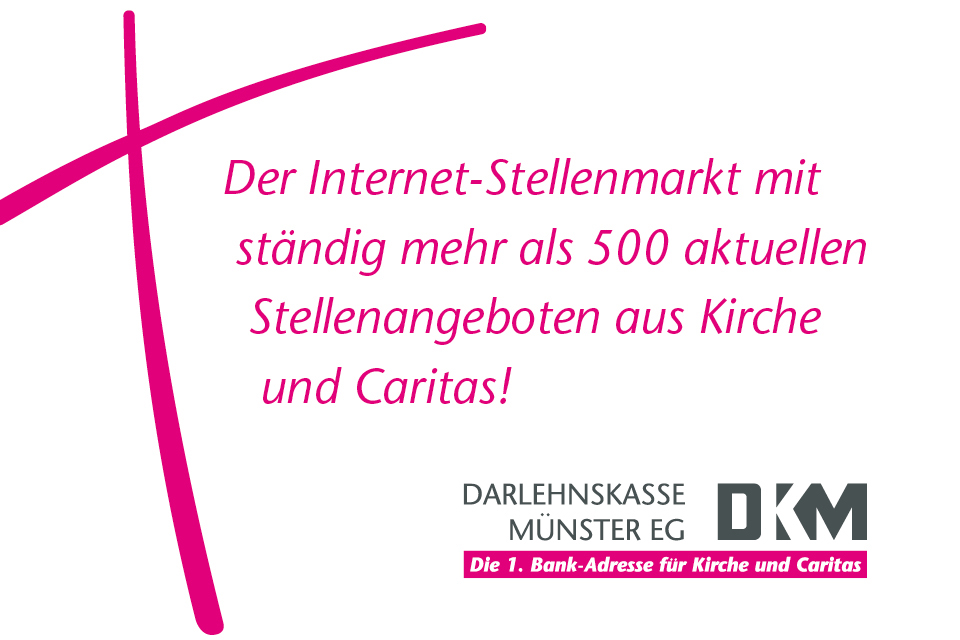 Der Internet-Stellenmarkt mit
ständig mehr als 500 aktuellen
Stellenangeboten aus Kirche
und Caritas!
DARLEHNSKASSE
MÜNSTER EG
DKM
Die 1. Bank-Adresse für Kirche und Caritas